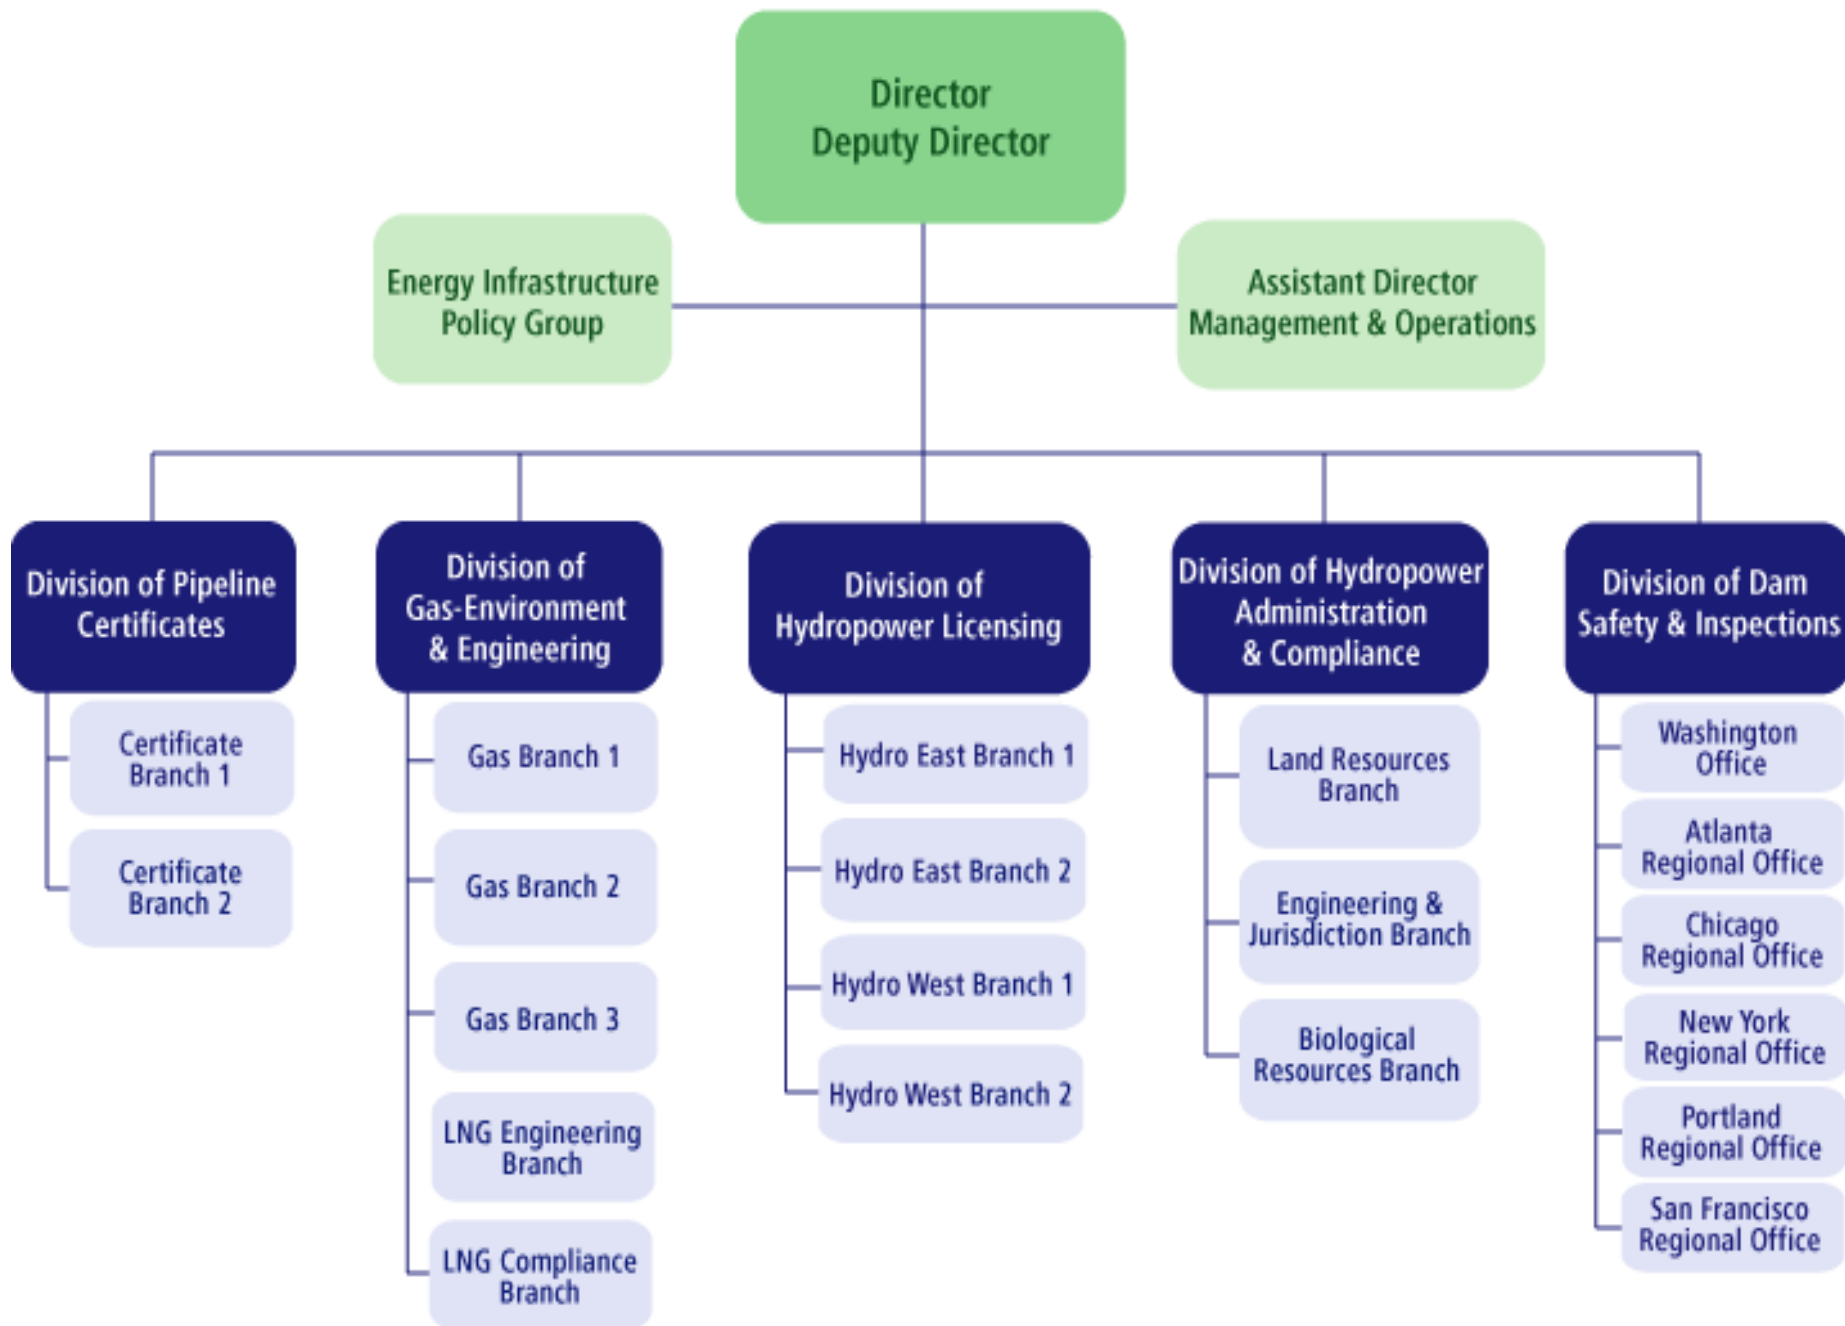 Director
Deputy Director
Energy Infrastructure
Policy Group
Assistant Director
Management & Operations
Division of Pipeline
Certificates
Certificate
Branch 1
Certificate
Branch 2
Division of
Gas-Environment
& Engineering
Gas Branch 1
Gas Branch 2
Gas Branch 3
LNG Engineering
Branch
LNG Compliance
Branch
Division of
Hydropower Licensing
Hydro East Branch 1
Hydro East Branch 2
Hydro West Branch 1
Hydro West Branch 2
Division of Hydropower
Administration
& Compliance
Land Resources
Branch
Engineering &
Jurisdiction Branch
Biological
Resources Branch
Division of Dam
Safety & Inspections
Washington
Office
Atlanta
Regional Office
Chicago
Regional Office
New York
Regional Office
Portland
Regional Office
San Francisco
Regional Office